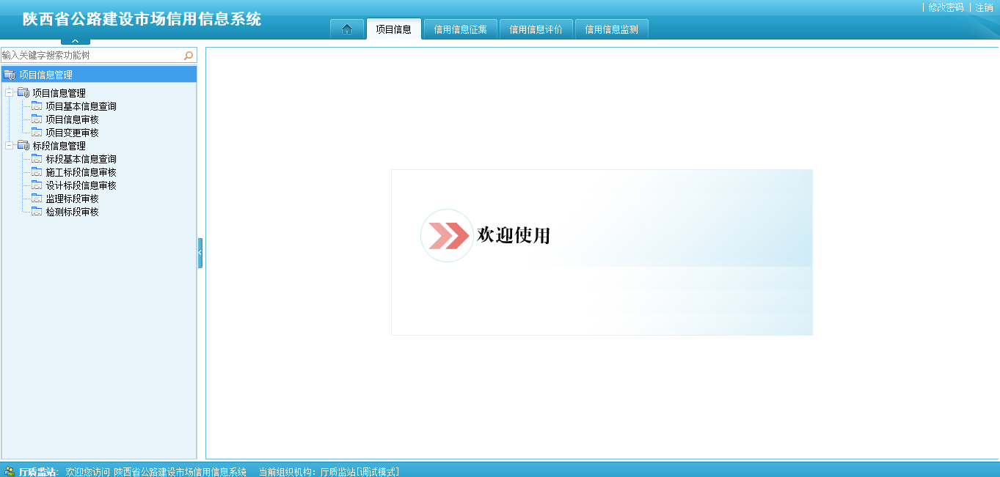 陕西省公路建设市场信用信息系统
| 修改密码 | 注销
项目信息 信用信息征集 信用信息评价 信用信息监测
输入关键字搜索功能树
项目信息管理
项目信息管理
项目基本信息查询
项目信息审核
项目变更审核
标段信息管理
标段基本信息查询
施工标段信息审核
设计标段信息审核
监理标段审核
检测标段审核
欢迎使用
厅质监站: 欢迎您访问 陕西省公路建设市场信用信息系统 当前组织机构: 厅质监站[调试模式]